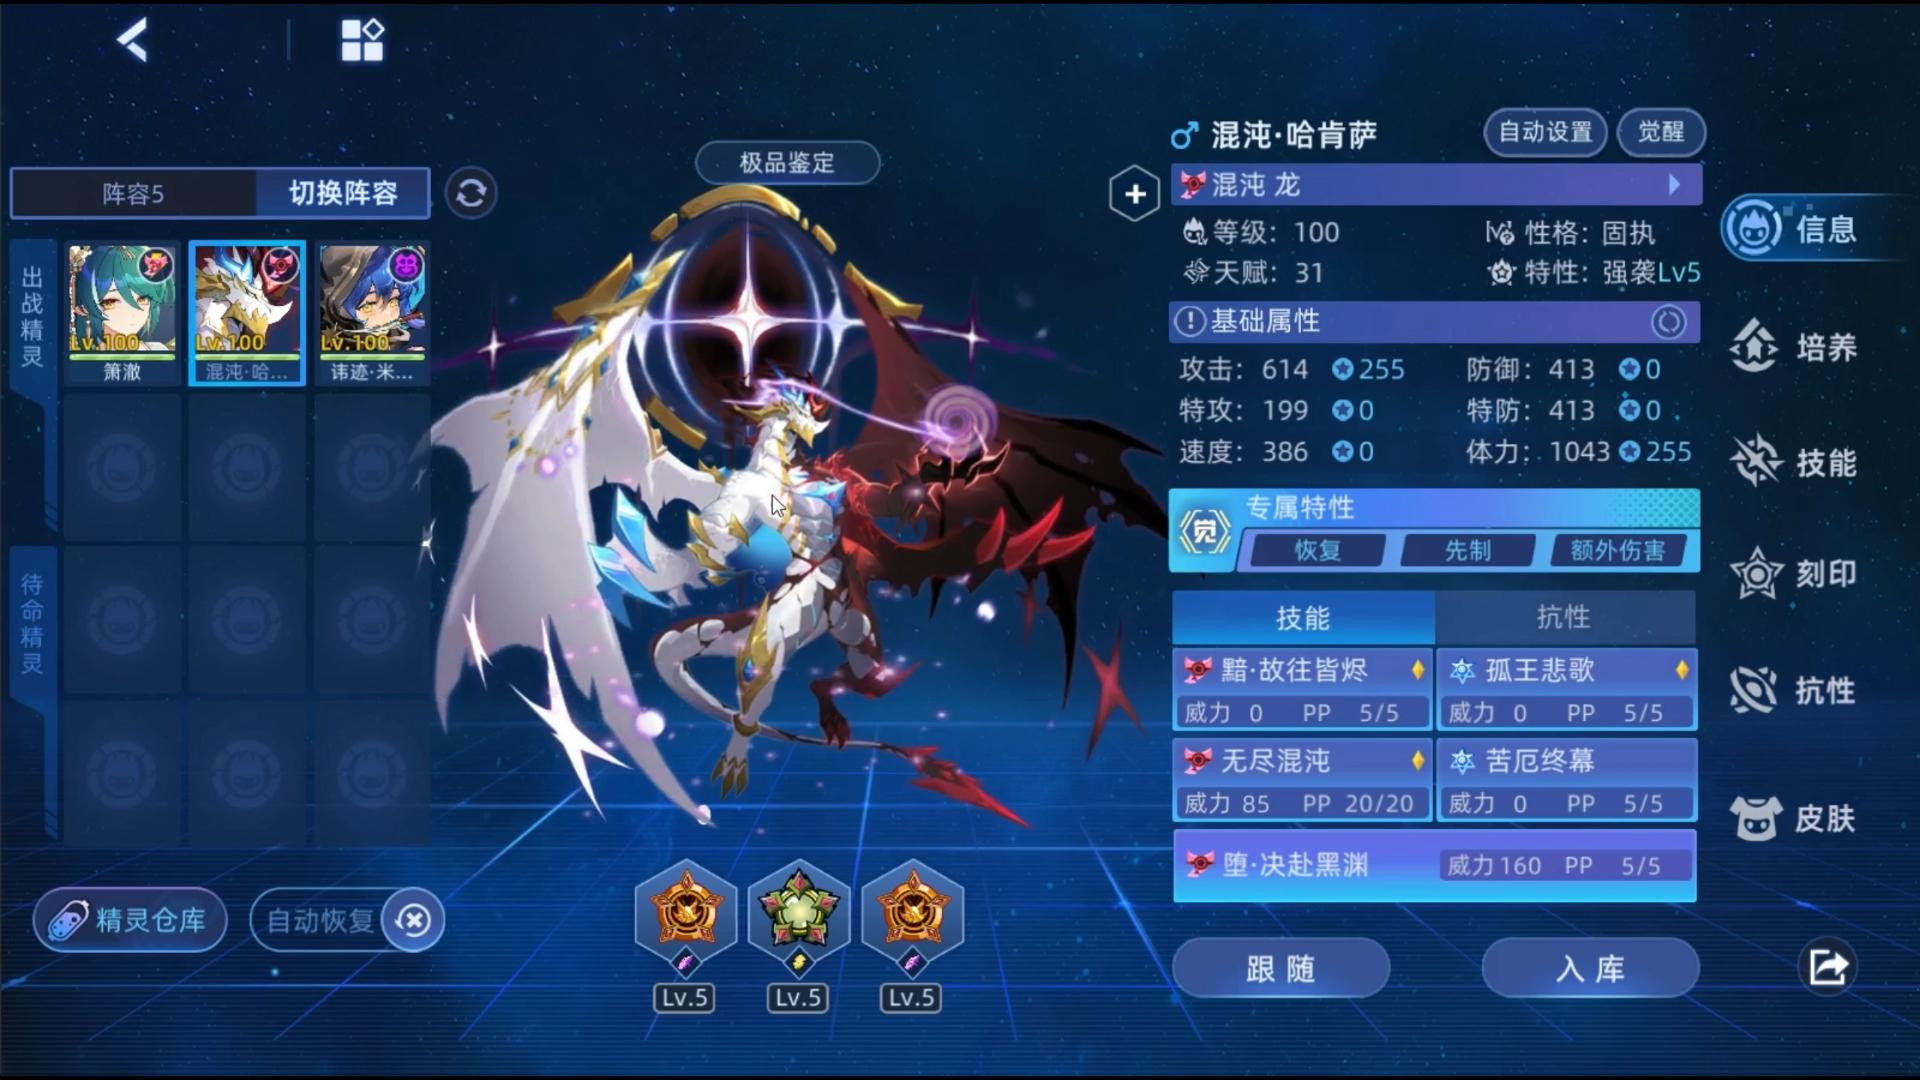 极品鉴定
阵容5
切换阵容
出战精灵
Lv.100
萧澈
Lv.100
混沌·哈...
Lv.100
讳迹·米...
待命精灵
精灵仓库
自动恢复
Lv.5
Lv.5
Lv.5
混沌·哈肯萨
自动设置
觉醒
混沌 龙
等级: 100
性格: 固执
天赋: 31
特性: 强袭Lv5
基础属性
攻击: 614 255
防御: 413 0
特攻: 199 0
特防: 413 0
速度: 386 0
体力: 1043 255
觉
专属特性
恢复
先制
额外伤害
技能
抗性
黯·故往皆烬
威力 0 PP 5/5
孤王悲歌
威力 0 PP 5/5
无尽混沌
威力 85 PP 20/20
苦厄终幕
威力 0 PP 5/5
堕·决赴黑渊
威力 160 PP 5/5
跟随
入库
信息
培养
技能
刻印
抗性
皮肤